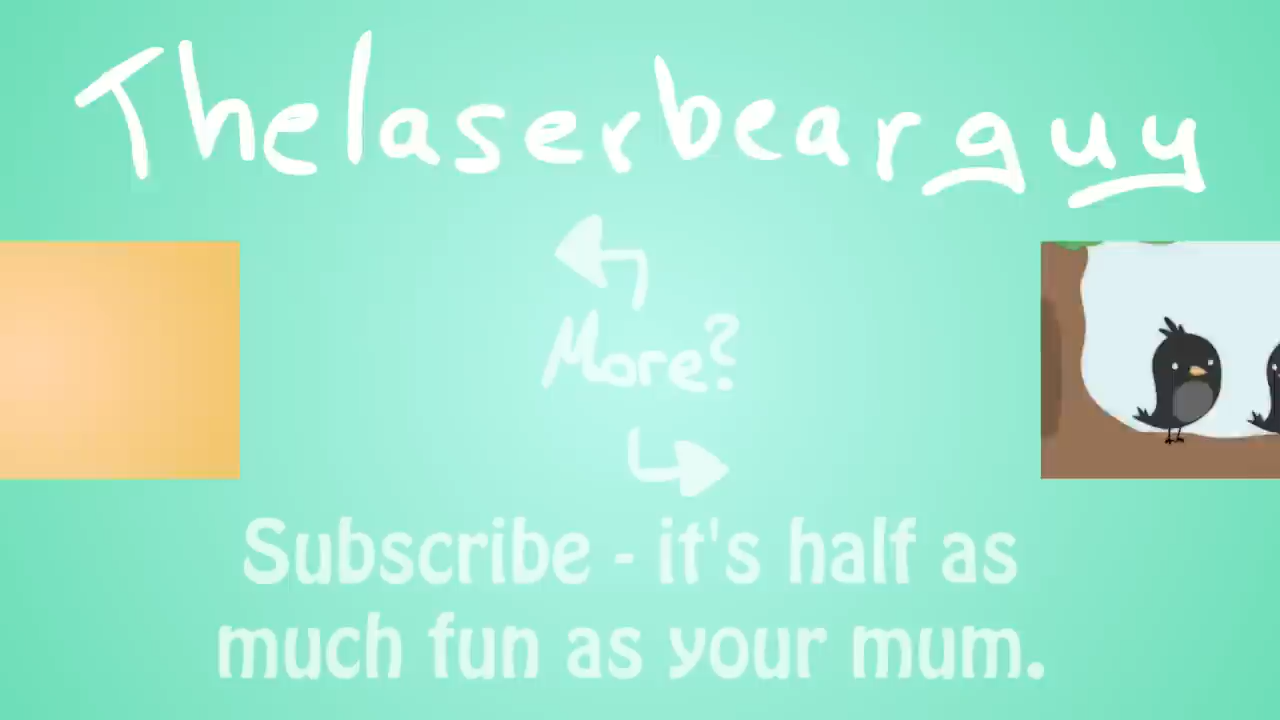 Thelaserbearguy
More?
Subscribe - it's half as
much fun as your mum.